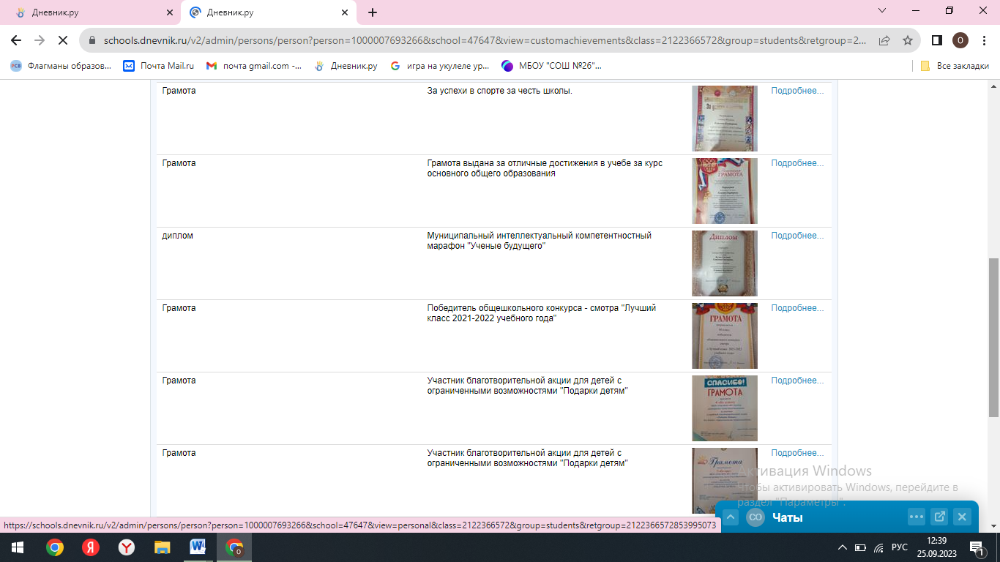 Дневник.ру
Дневник.ру
schools.dnevnik.ru/v2/admin/persons/person?person=1000007693266&school=47647&view=customachievements&class=2122366572&group=students&retgroup=2...
О
Флагманы образов...
Почта Mail.ru
почта gmail.com -...
Дневник.ру
игра на укулеле ур...
МБОУ "СОШ №26"...
Все закладки
Грамота
За успехи в спорте за честь школы.
Подробнее...
Грамота
Грамота выдана за отличные достижения в учебе за курс
основного общего образования
ГРАМОТА
Подробнее...
диплом
Муниципальный интеллектуальный компетентностный
марафон "Ученые будущего"
Диплом
Подробнее...
Грамота
Победитель общешкольного конкурса - смотра "Лучший
класс 2021-2022 учебного года"
ГРАМОТА
Подробнее...
Грамота
Участник благотворительной акции для детей с
ограниченными возможностями "Подарки детям"
СПАСИБО!
ГРАМОТА
Подробнее...
Грамота
Участник благотворительной акции для детей с
ограниченными возможностями "Подарки детям"
Грамота
Подробнее...
Активация Windows
Чтобы активировать Windows, перейдите в
раздел "Параметры".
СО
Чаты
https://schools.dnevnik.ru/v2/admin/persons/person?person=1000007693266&school=47647&view=personal&class=2122366572&group=students&retgroup=2122366572853995073
РУС
12:39
25.09.2023
1